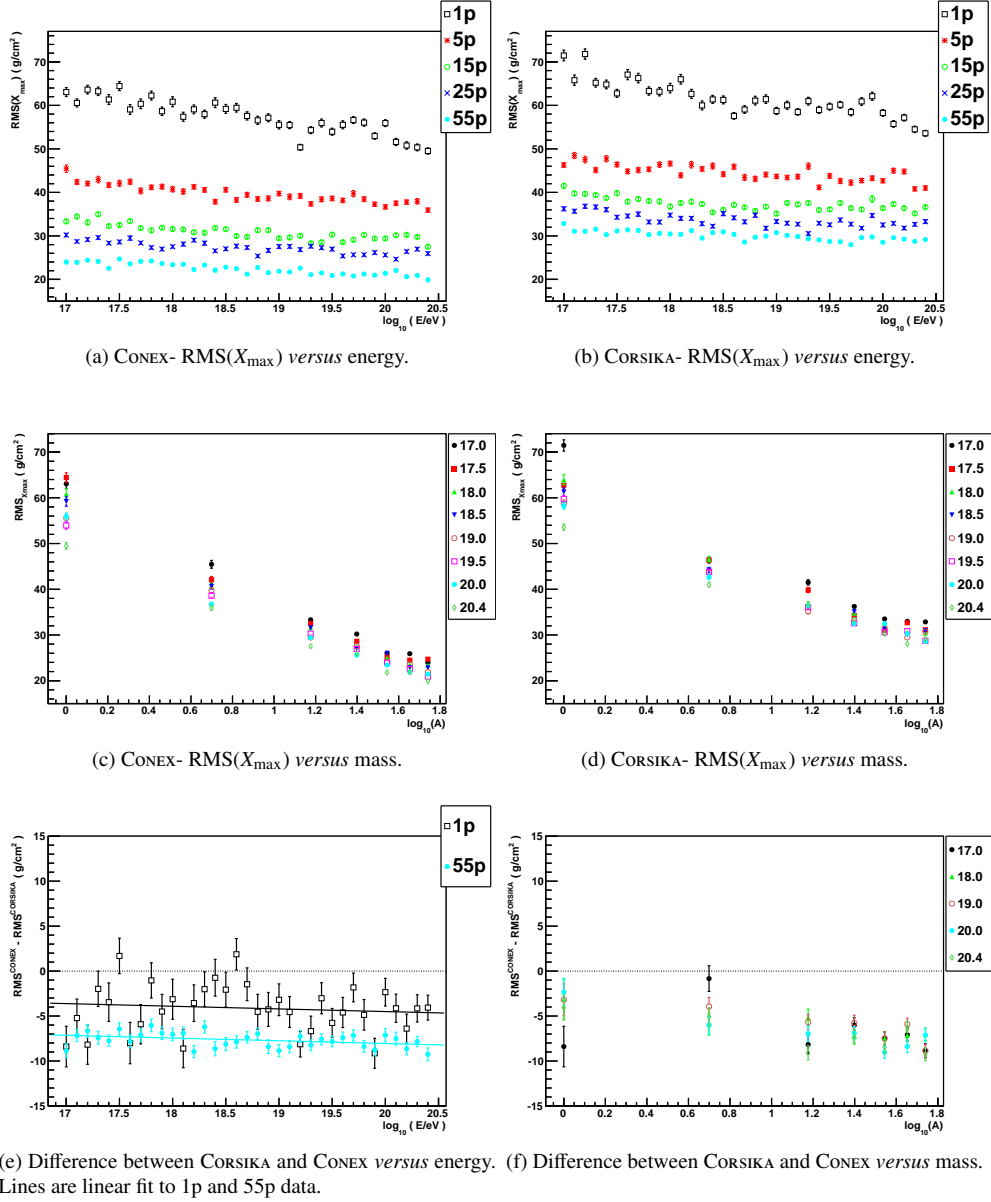 1p
5p
15p
25p
55p
RMS(X_max) ( g/cm²)
70
60
50
40
30
20
17 17.5 18 18.5 19 19.5 20 20.5
log₁₀ ( E/eV )
(a) Conex- RMS(X_max) versus energy.
1p
5p
15p
25p
55p
RMS(X_max) ( g/cm²)
70
60
50
40
30
20
17 17.5 18 18.5 19 19.5 20 20.5
log₁₀ ( E/eV )
(b) Corsika- RMS(X_max) versus energy.
RMS_Xmax ( g/cm²)
70
60
50
40
30
20
0 0.2 0.4 0.6 0.8 1 1.2 1.4 1.6 1.8
log₁₀(A)
17.0
17.5
18.0
18.5
19.0
19.5
20.0
20.4
(c) Conex- RMS(X_max) versus mass.
RMS_Xmax ( g/cm²)
70
60
50
40
30
20
0 0.2 0.4 0.6 0.8 1 1.2 1.4 1.6 1.8
log₁₀(A)
17.0
17.5
18.0
18.5
19.0
19.5
20.0
20.4
(d) Corsika- RMS(X_max) versus mass.
1p
55p
RMS^CONEX - RMS^CORSIKA ( g/cm²)
15
10
5
0
-5
-10
-15
17 17.5 18 18.5 19 19.5 20 20.5
log₁₀ ( E/eV )
(e) Difference between Corsika and Conex versus energy.
Lines are linear fit to 1p and 55p data.
RMS^CONEX - RMS^CORSIKA ( g/cm²)
15
10
5
0
-5
-10
-15
0 0.2 0.4 0.6 0.8 1 1.2 1.4 1.6 1.8
log₁₀(A)
17.0
18.0
19.0
20.0
20.4
(f) Difference between Corsika and Conex versus mass.